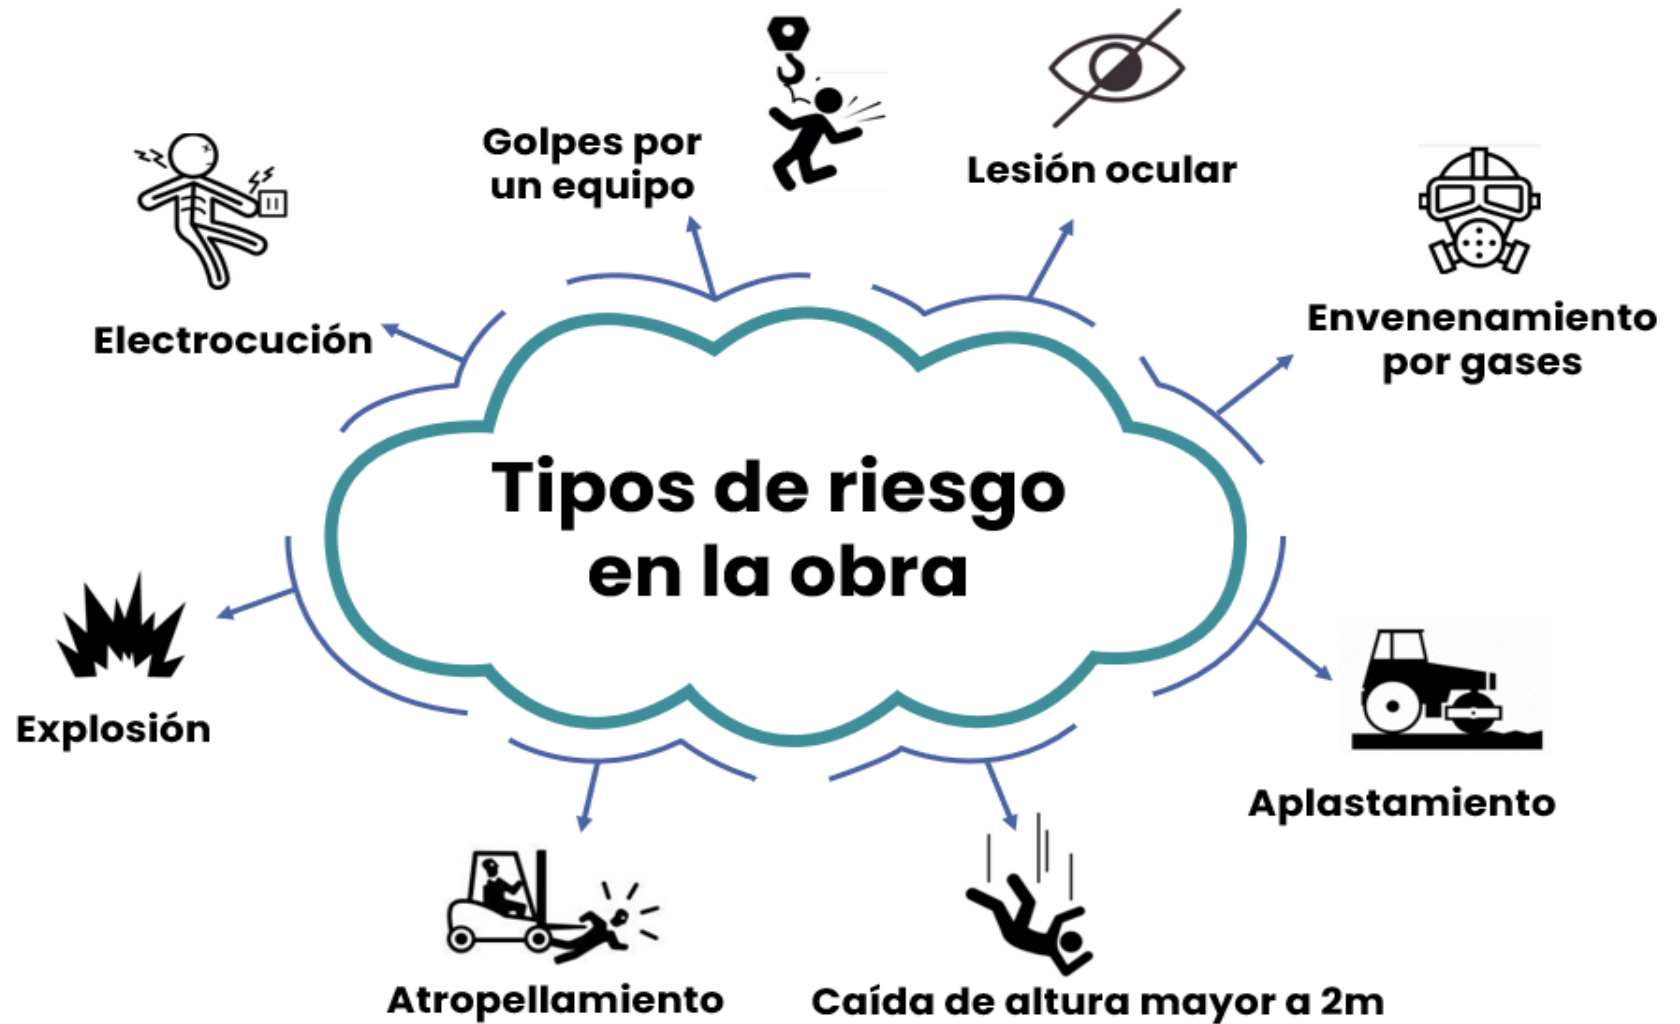 Golpes por
un equipo
Lesión ocular
Electrocución
Envenenamiento
por gases
Tipos de riesgo
en la obra
Explosión
Aplastamiento
Atropellamiento
Caída de altura mayor a 2m